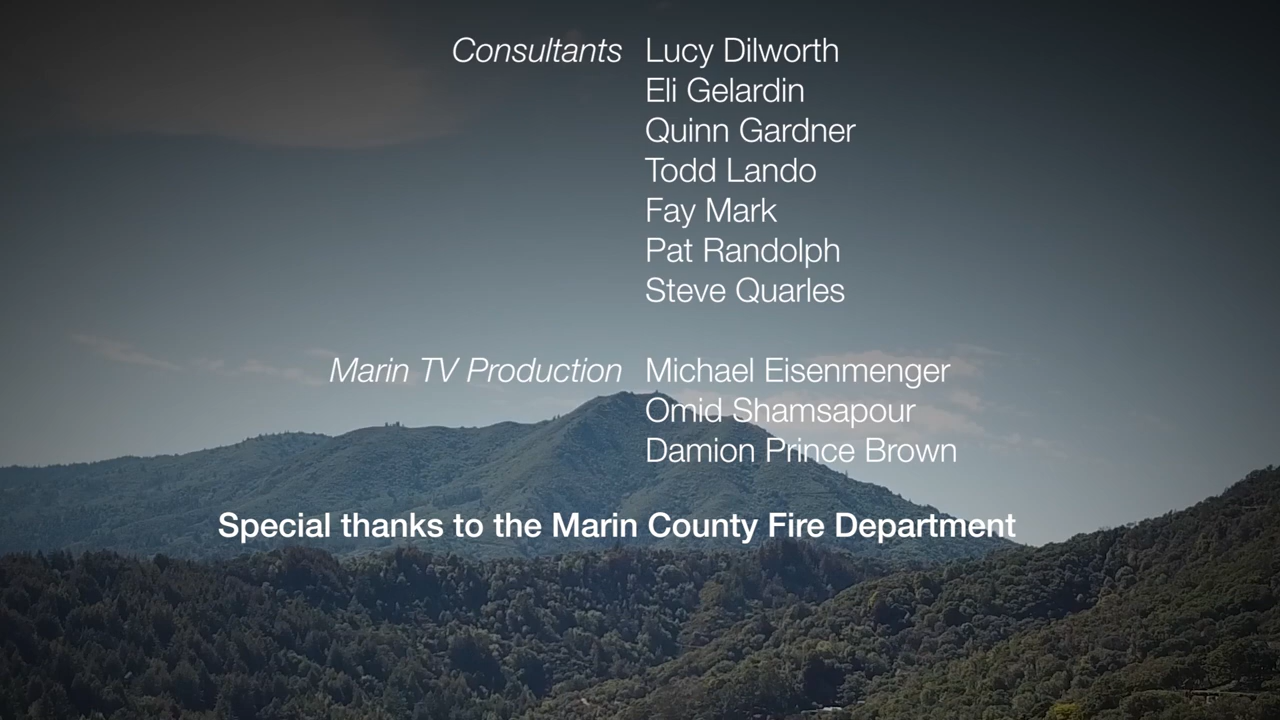 Consultants Lucy Dilworth
Eli Gelardin
Quinn Gardner
Todd Lando
Fay Mark
Pat Randolph
Steve Quarles
Marin TV Production Michael Eisenmenger
Omid Shamsapour
Damion Prince Brown
Special thanks to the Marin County Fire Department